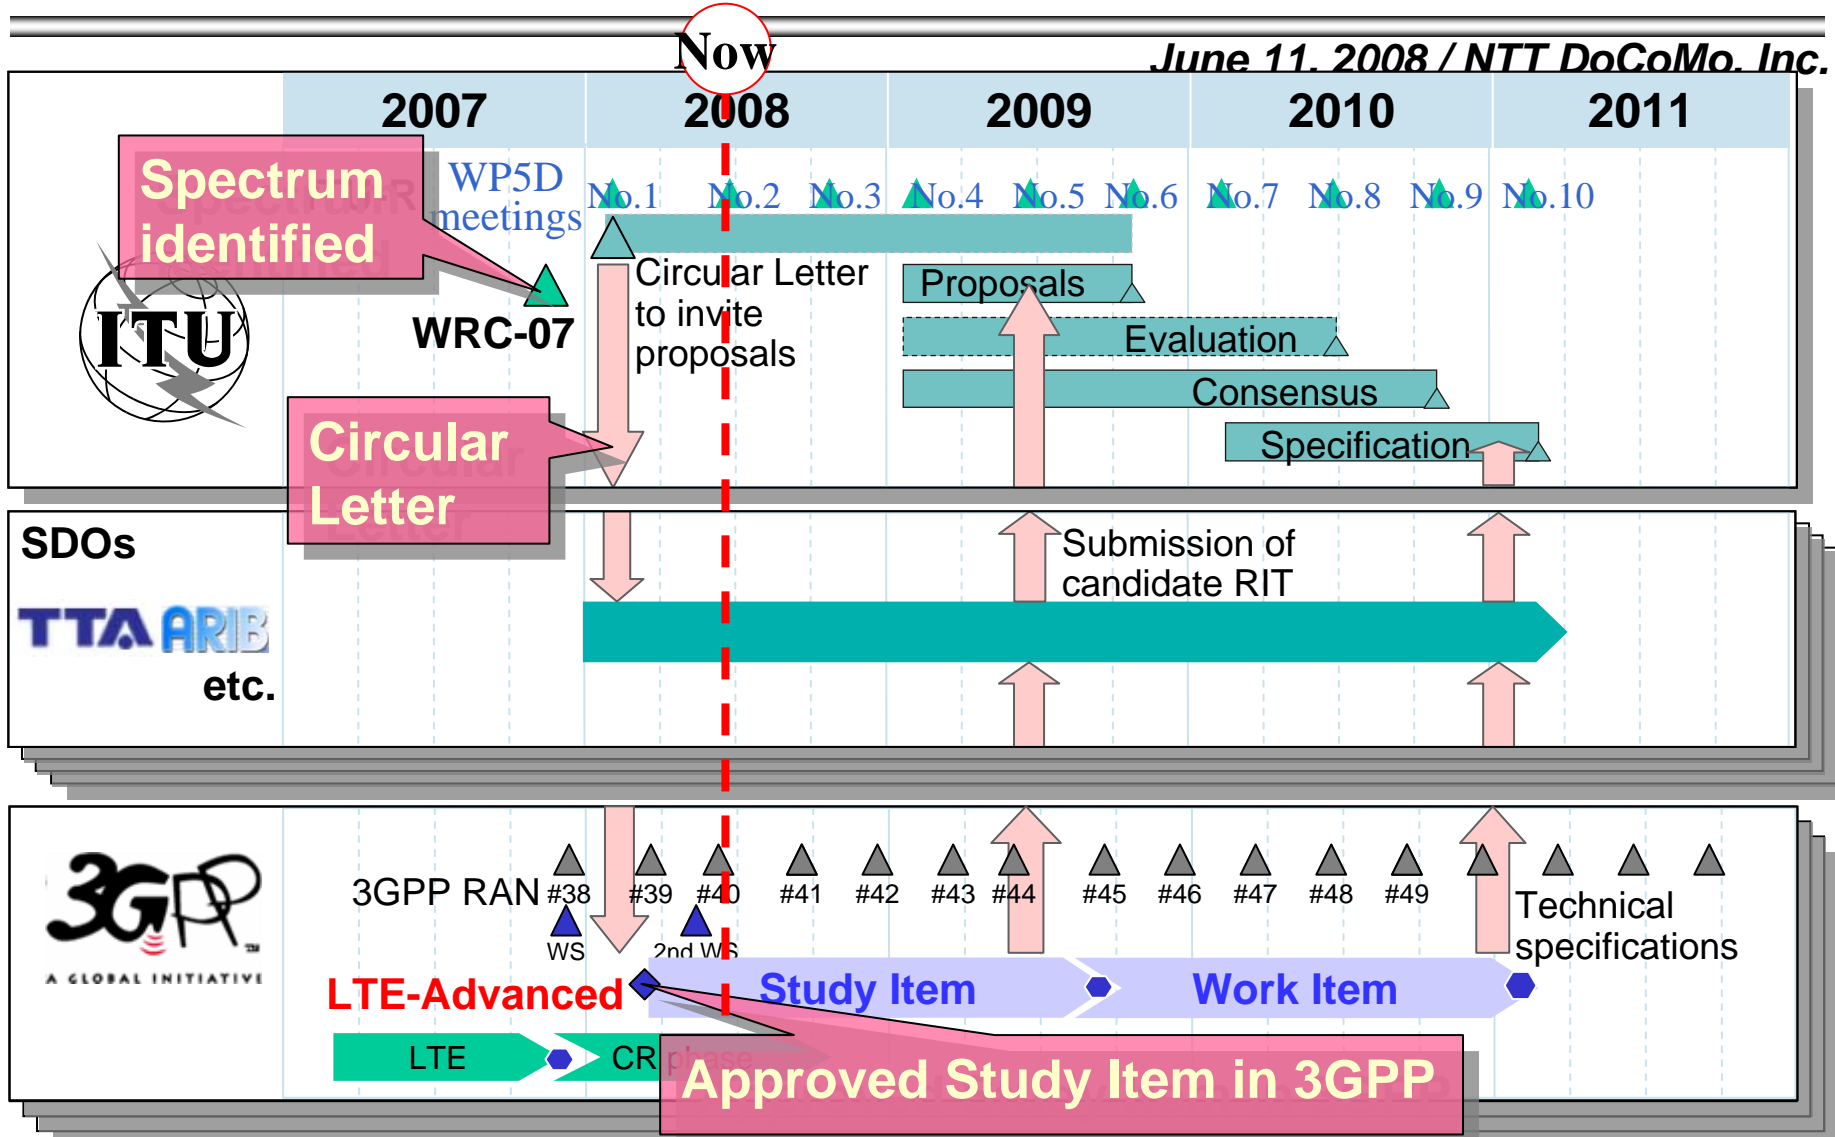 Now
June 11, 2008 / NTT DoCoMo, Inc.
2007
2008
2009
2010
2011
Spectrum
identified
WP5D
meetings
No.1
No.2
No.3
No.4
No.5
No.6
No.7
No.8
No.9
No.10
WRC-07
Circular Letter
to invite
proposals
Proposals
Evaluation
Consensus
Specification
ITU
Circular
Letter
SDOs
Submission of
candidate RIT
TTA ARIB
etc.
3GPP
A GLOBAL INITIATIVE
3GPP RAN
#38
#39
#40
#41
#42
#43
#44
#45
#46
#47
#48
#49
WS
2nd WS
Technical
specifications
LTE-Advanced
Study Item
Work Item
LTE
CR phase
Approved Study Item in 3GPP